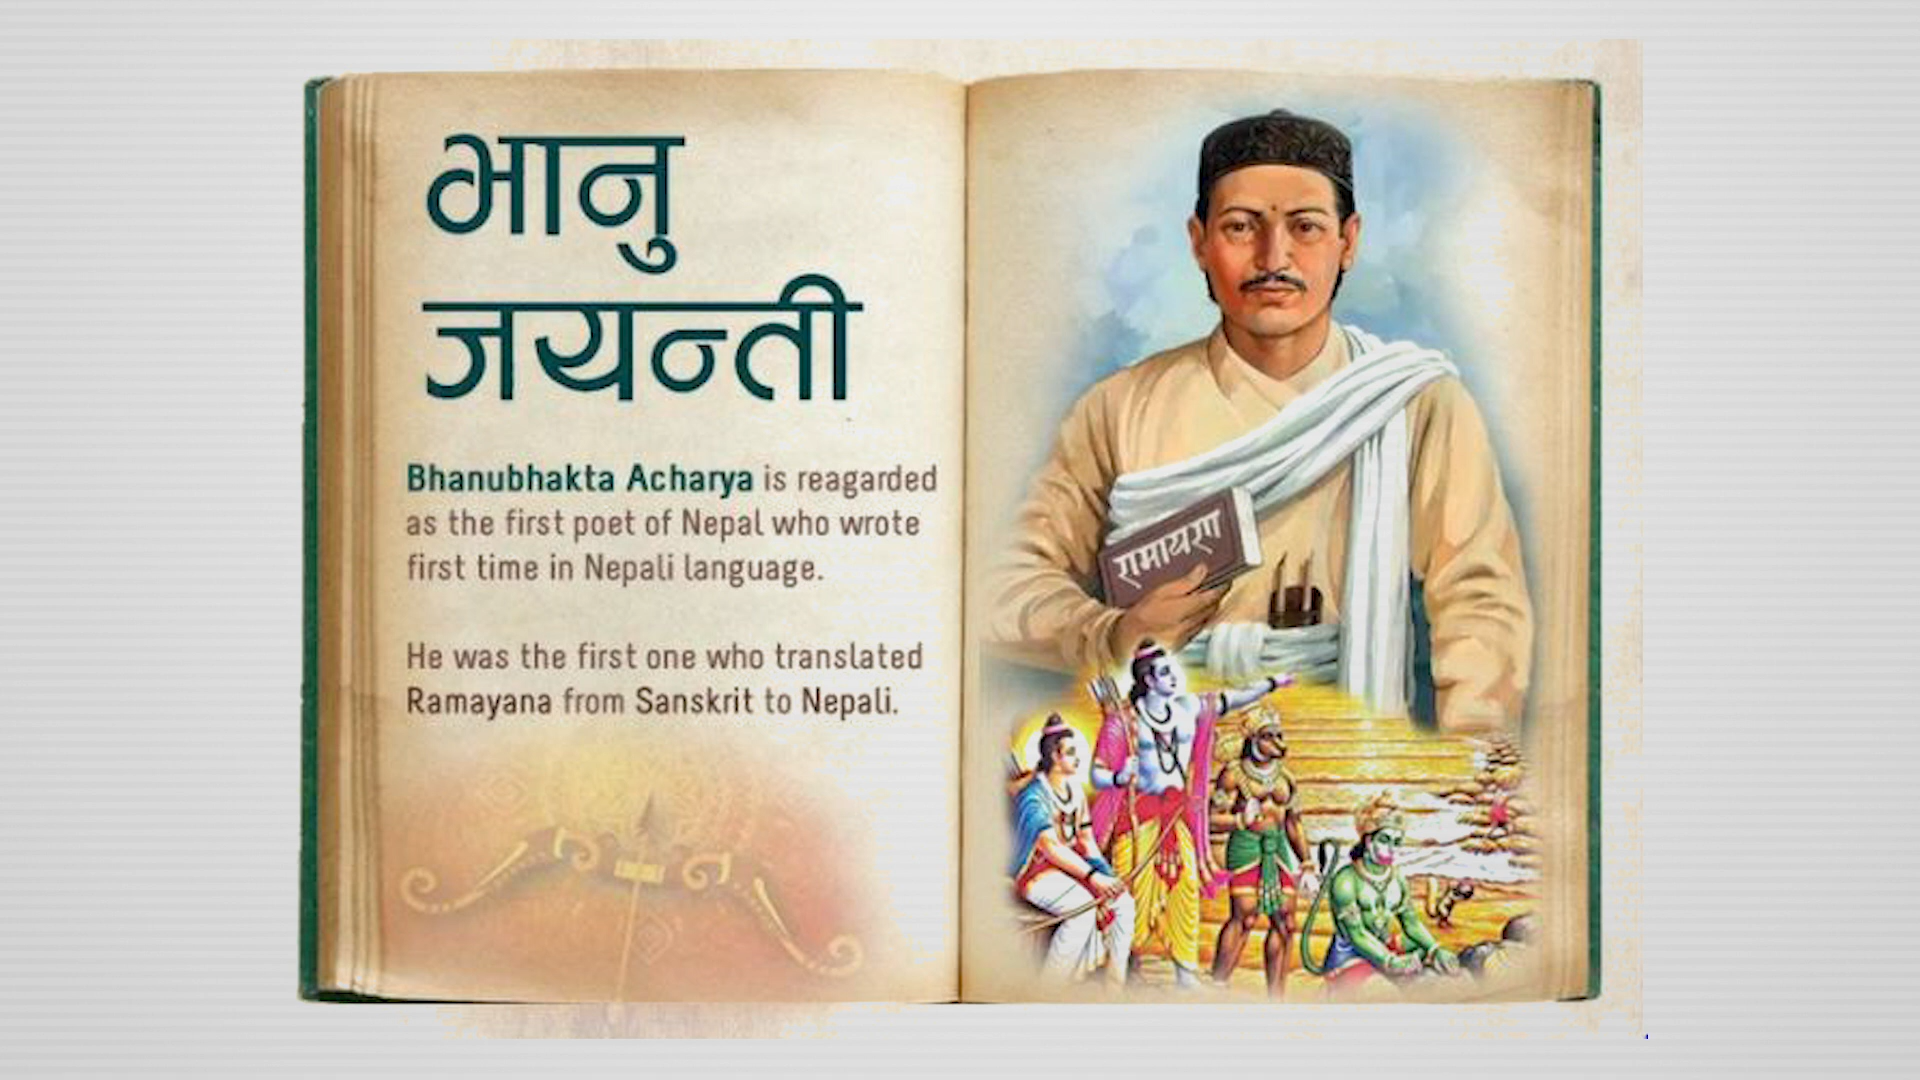 भानु
जयन्ती
Bhanubhakta Acharya is reagarded
as the first poet of Nepal who wrote
first time in Nepali language.
He was the first one who translated
Ramayana from Sanskrit to Nepali.
रामायण